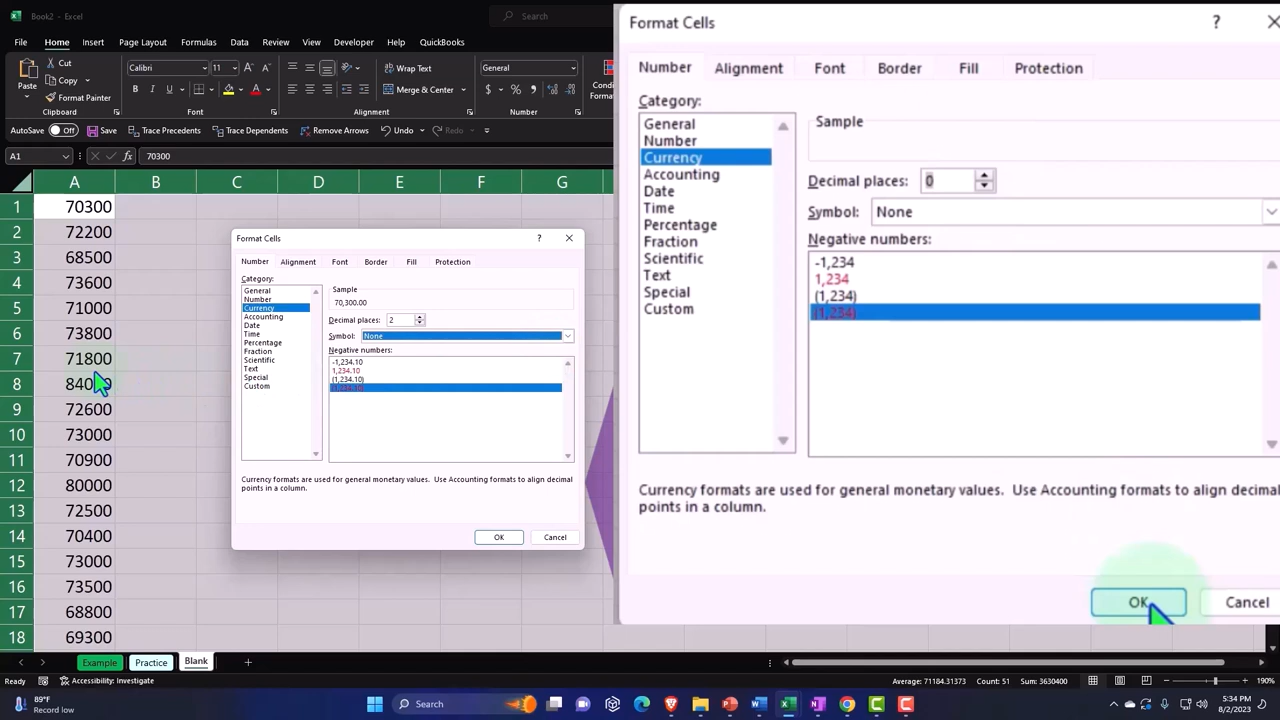 Book2 - Excel
Search
File Home Insert Page Layout Formulas Data Review View Developer Help QuickBooks
Cut
Copy
Format Painter
Paste
Clipboard
Calibri
11
Font
Wrap Text
Merge & Center
Alignment
General
Number
Conditional
AutoSave Off Save Trace Precedents Trace Dependents Remove Arrows Undo Redo
A1
fx 70300
A B C D E F G
1 70300
2 72200
3 68500
4 73600
5 71000
6 73800
7 71800
8
9 72600
10 73000
11 70900
12 80000
13 72500
14 70400
15 73000
16 73500
17 68800
18 69300
Format Cells
?
Number Alignment Font Border Fill Protection
Category:
General
Number
Currency
Accounting
Date
Time
Percentage
Fraction
Scientific
Text
Special
Custom
Sample
70,300.00
Decimal places: 2
Symbol: None
Negative numbers:
-1,234.10
1,234.10
(1,234.10)
(1,234.10)
Currency formats are used for general monetary values. Use Accounting formats to align decimal
points in a column.
OK Cancel
Format Cells
?
Number Alignment Font Border Fill Protection
Category:
General
Number
Currency
Accounting
Date
Time
Percentage
Fraction
Scientific
Text
Special
Custom
Sample
Decimal places: 0
Symbol: None
Negative numbers:
-1,234
1,234
(1,234)
(1,234)
Currency formats are used for general monetary values. Use Accounting formats to align decimal
points in a column.
OK Cancel
Example Practice Blank
Ready Accessibility: Investigate
Average: 71184.31373 Count: 51 Sum: 3630400
190%
89°F
Record low
Search
5:34 PM
8/2/2023